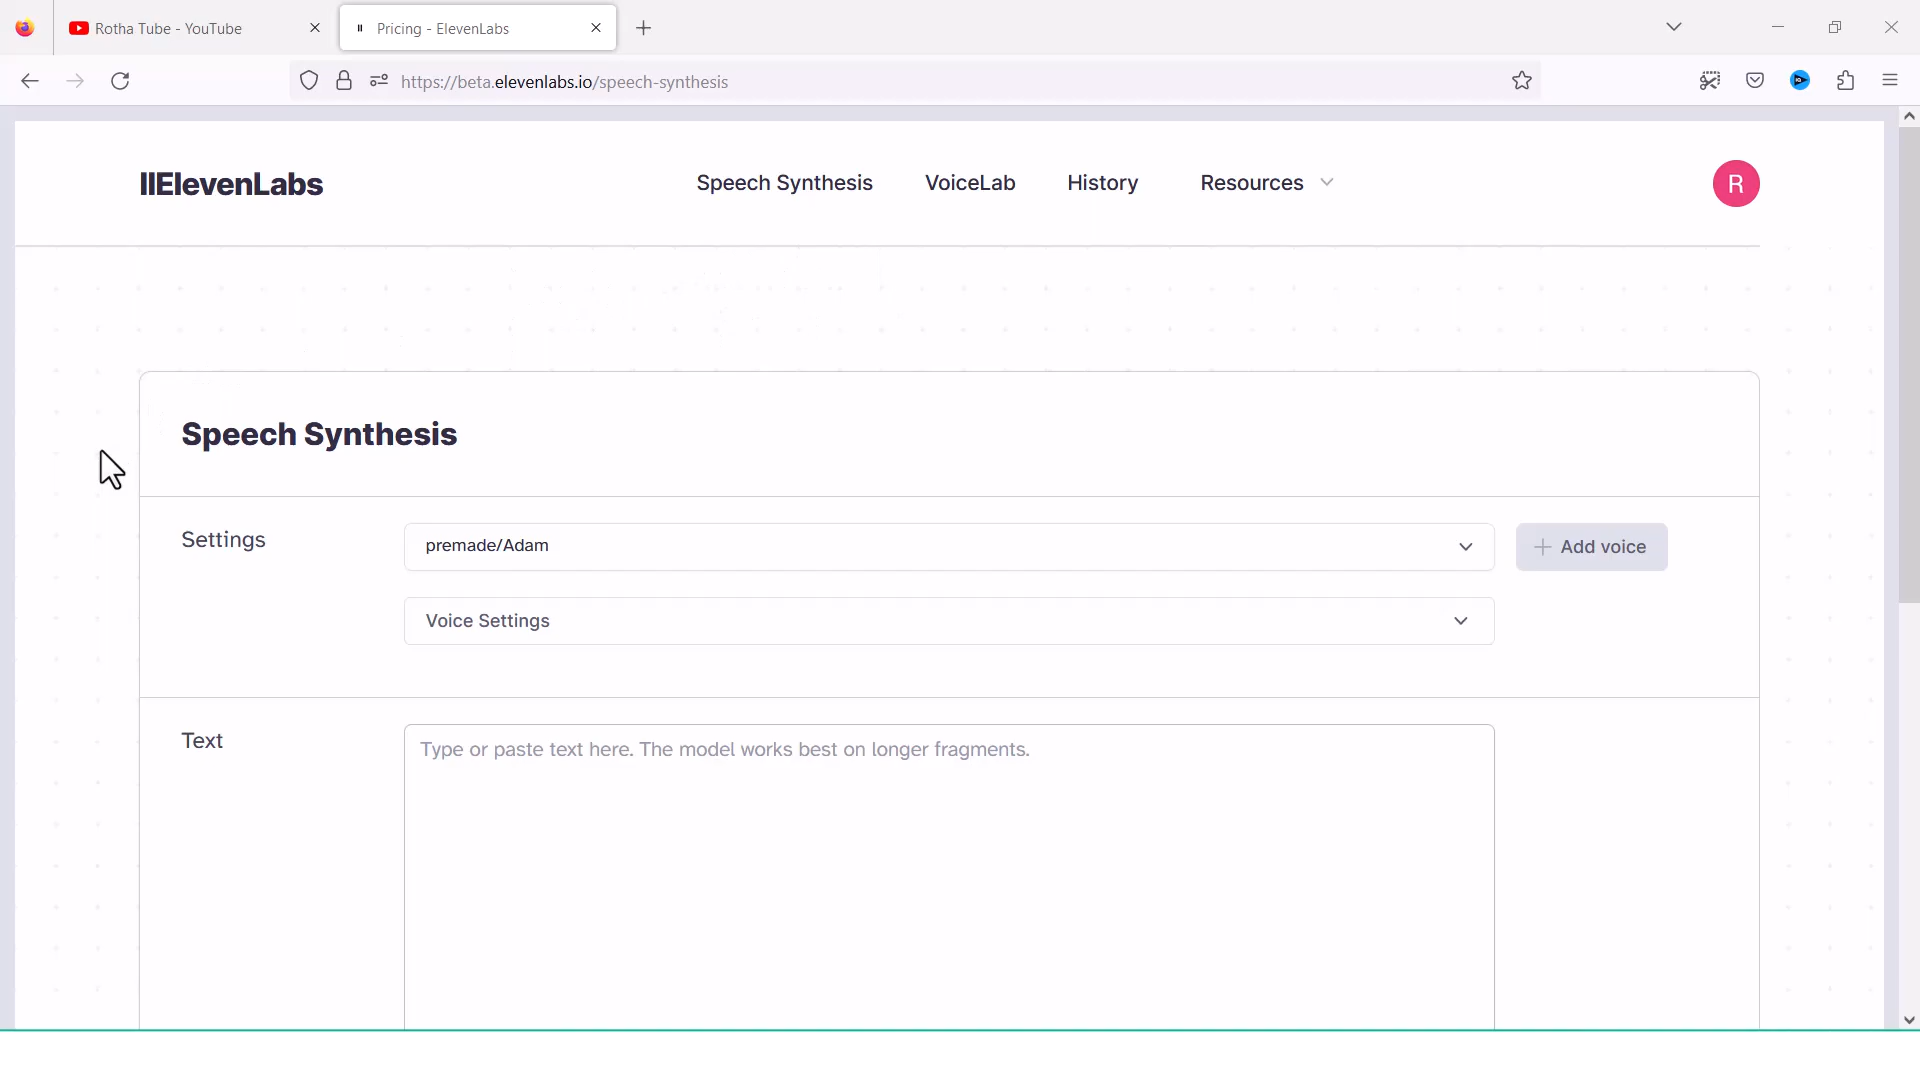 Rotha Tube - YouTube
Pricing - ElevenLabs
https://beta.elevenlabs.io/speech-synthesis
IIElevenLabs
Speech Synthesis
VoiceLab
History
Resources
R
Speech Synthesis
Settings
premade/Adam
Add voice
Voice Settings
Text
Type or paste text here. The model works best on longer fragments.